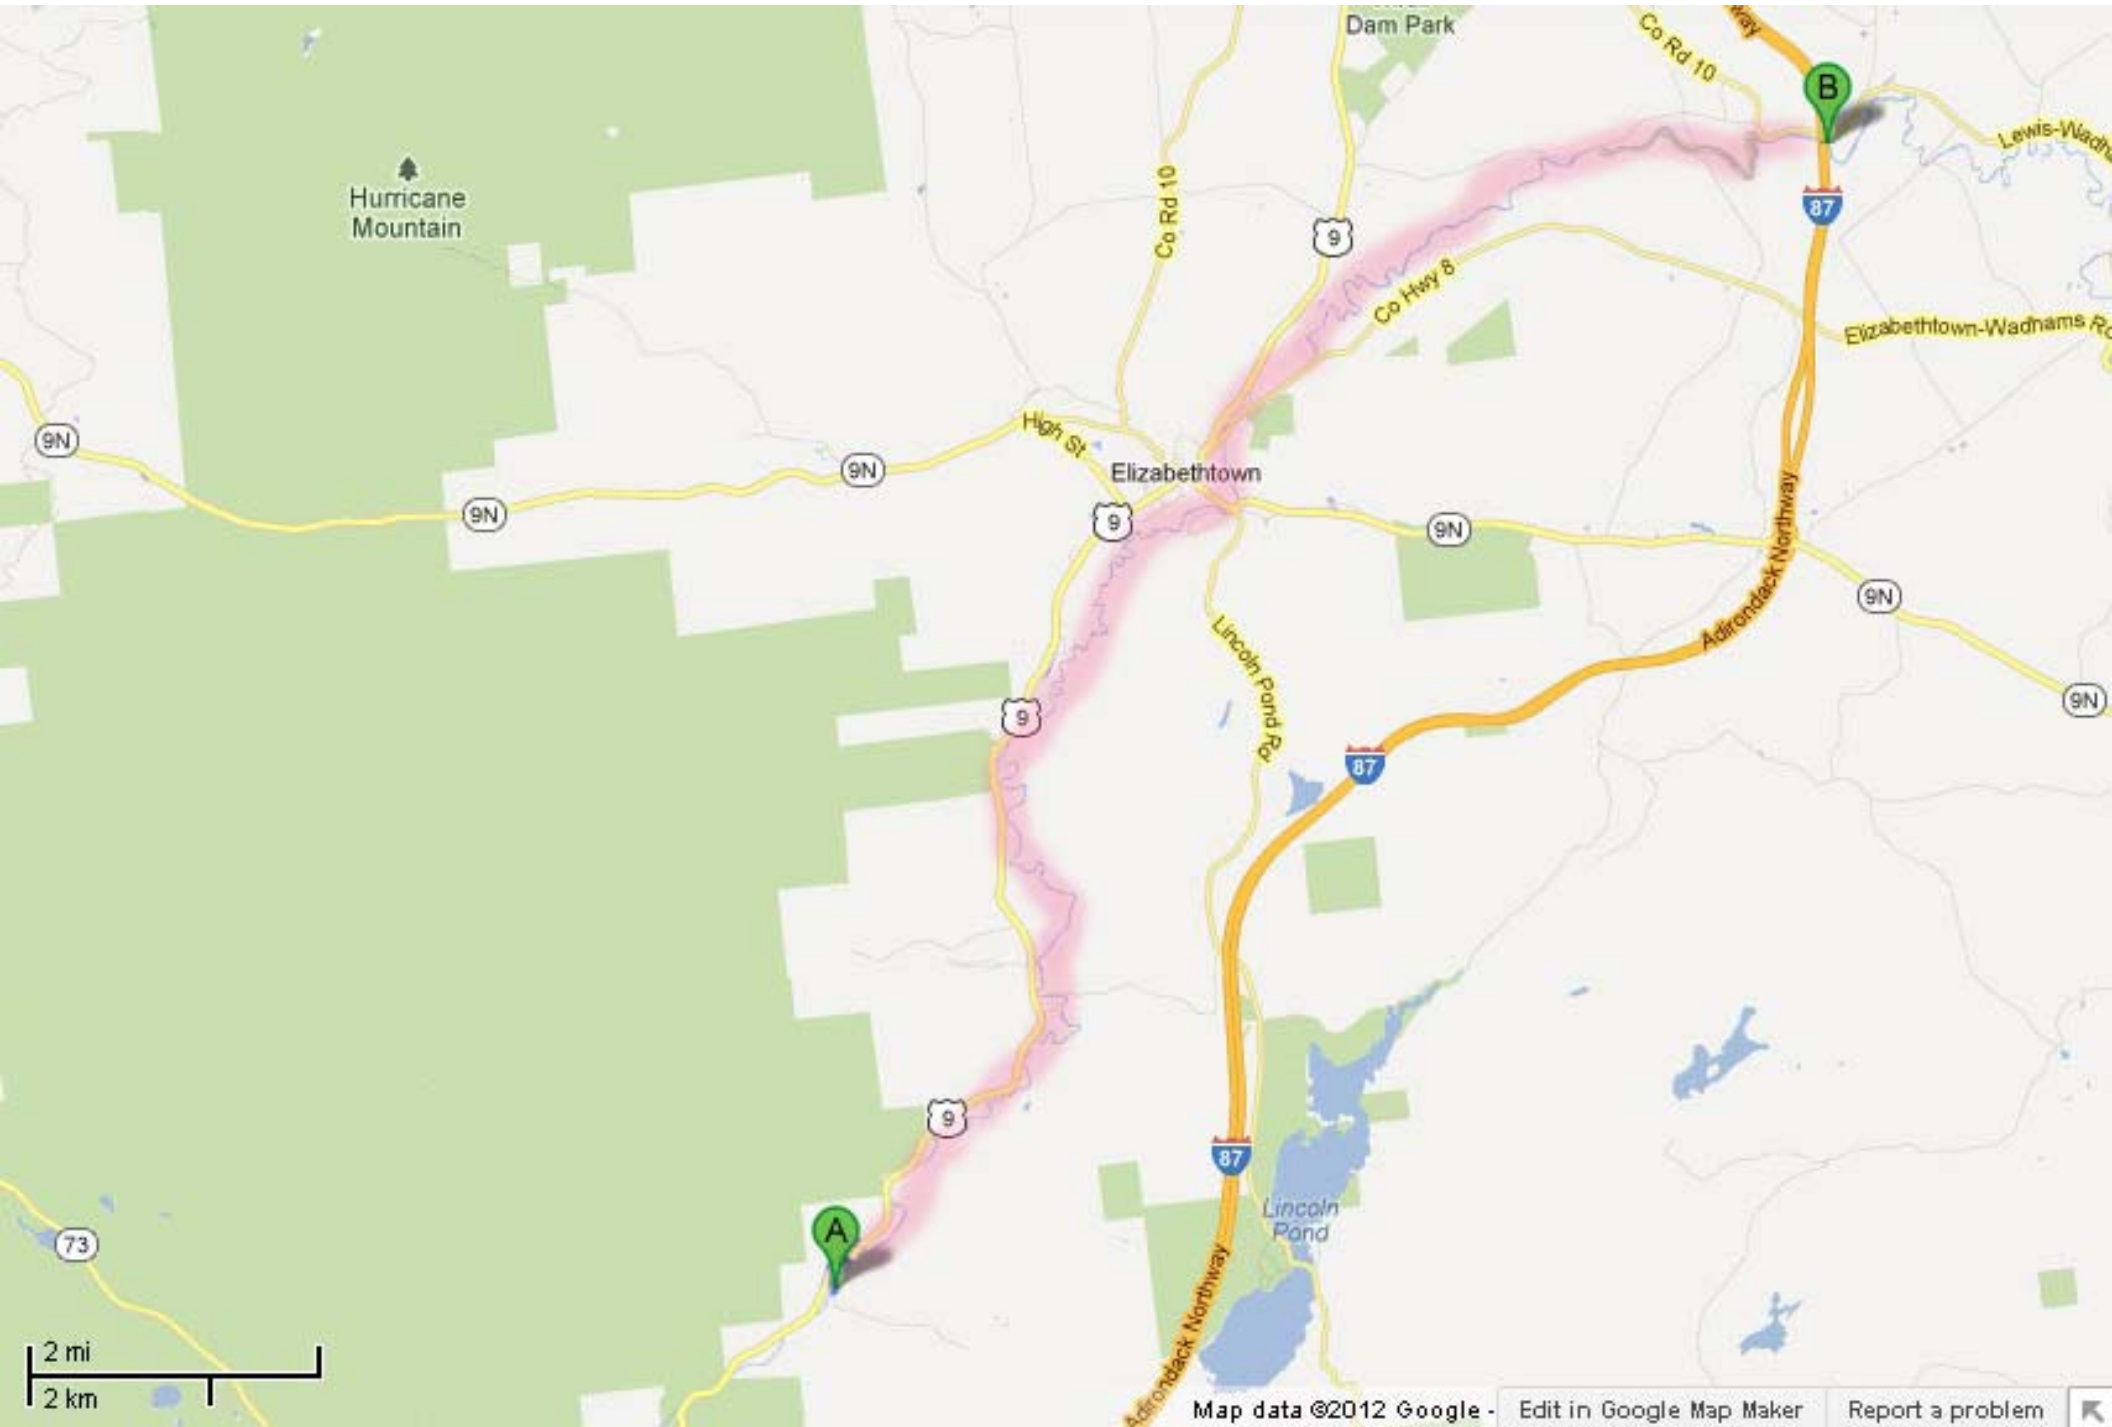 Dam Park
way
Co Rd 10
B
Lewis-Wadha
Hurricane
Mountain
Co Rd 10
87
9
Co Hwy 8
Elizabethtown-Wadhams Rd
High St
9N
9N
Elizabethtown
9N
9
9N
Adirondack Northway
9N
Lincoln Pond Rd
9N
9
87
9
87
Lincoln
Pond
A
73
Adirondack Northway
2 mi
2 km
Map data ©2012 Google -
Edit in Google Map Maker
Report a problem